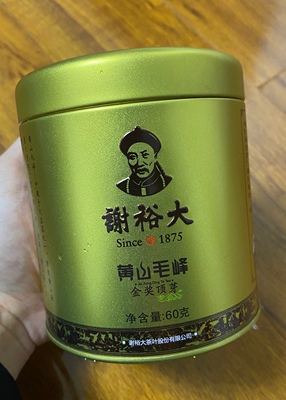 謝裕大
Since 1875
黄山毛峰
金奖顶芽
净含量:60克
谢裕大茶叶股份有限公司